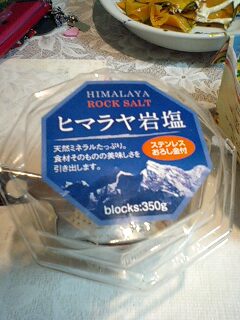 HIMALAYA
ROCK SALT
ヒマラヤ岩塩
天然ミネラルたっぷり。
食材そのものの美味しさを
引き出します。
ステンレス
おろし金付
blocks:350g